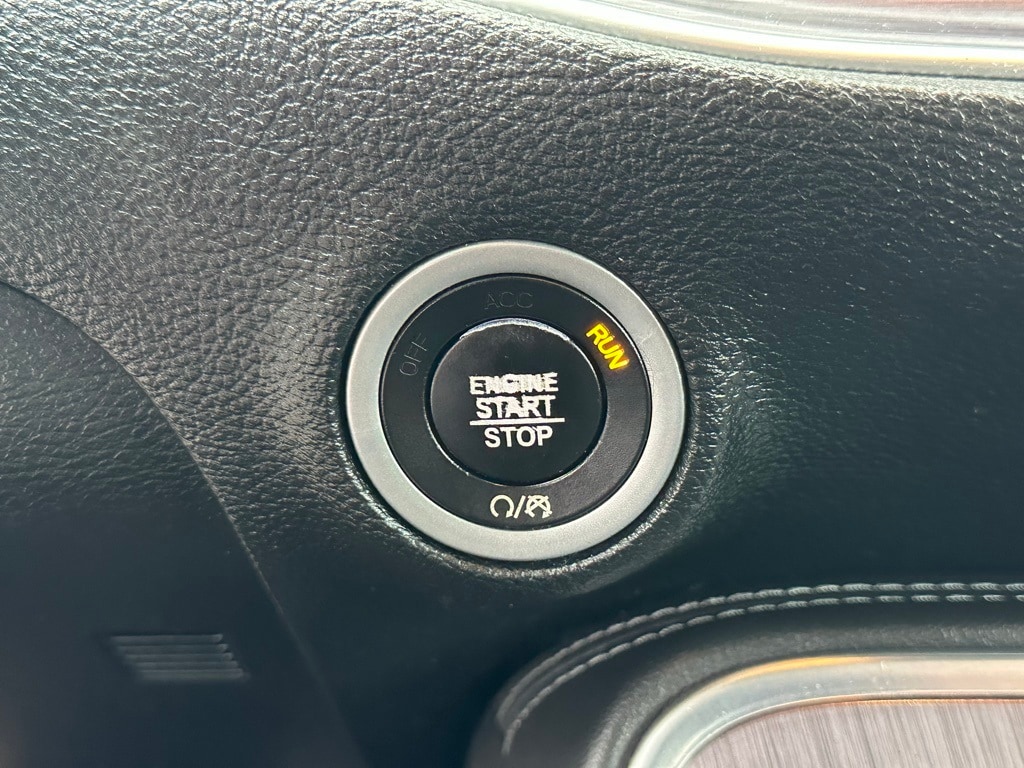 ACC
OFF
RUN
ENGINE
START
STOP